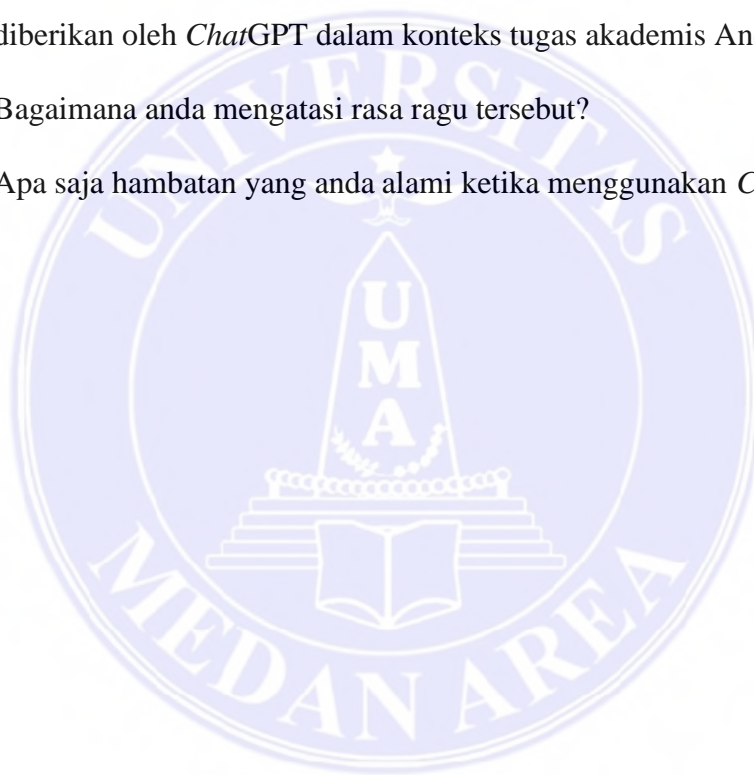 diberikan oleh ChatGPT dalam konteks tugas akademis An
Bagaimana anda mengatasi rasa ragu tersebut?
Apa saja hambatan yang anda alami ketika menggunakan C
UNIVERSITAS
U
M
A
MEDAN AREA